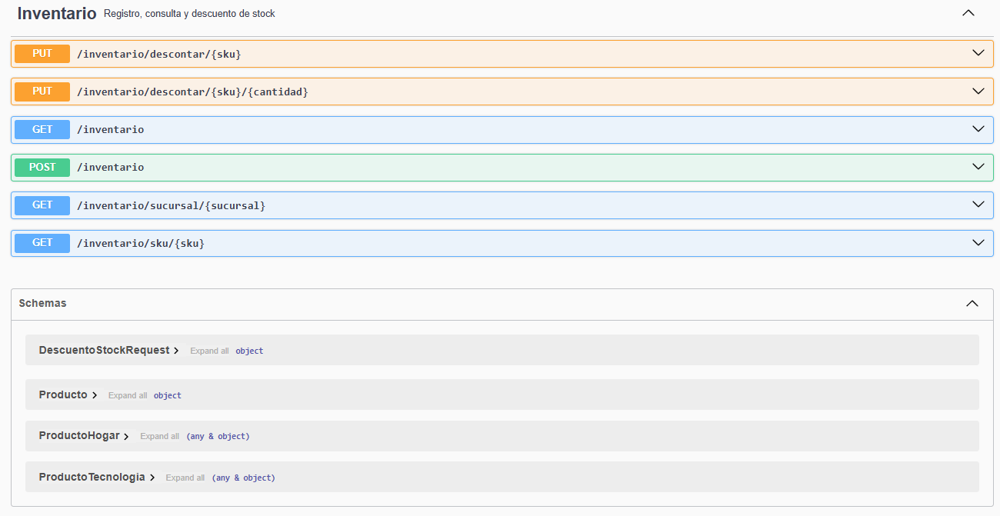 Inventario Registro, consulta y descuento de stock
PUT /inventario/descontar/{sku}
PUT /inventario/descontar/{sku}/{cantidad}
GET /inventario
POST /inventario
GET /inventario/sucursal/{sucursal}
GET /inventario/sku/{sku}
Schemas
DescuentoStockRequest Expand all object
Producto Expand all object
ProductoHogar Expand all (any & object)
ProductoTecnologia Expand all (any & object)